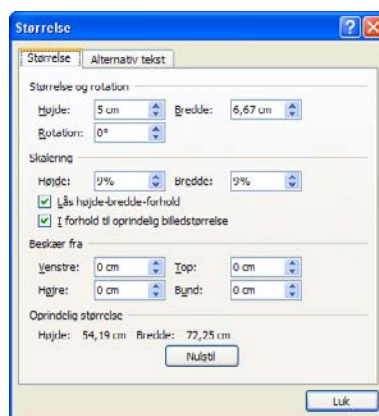 Størrelse
Størrelse Alternativ tekst
Størrelse og rotation
Højde: 5 cm Bredde: 6,67 cm
Rotation: 0°
Skalering
Højde: 9% Bredde: 9%
Lås højde-bredde-forhold
I forhold til oprindelig billedstørrelse
Beskær fra
Venstre: 0 cm Top: 0 cm
Højre: 0 cm Bund: 0 cm
Oprindelig størrelse
Højde: 54,19 cm Bredde: 72,25 cm
Nulstil
Luk